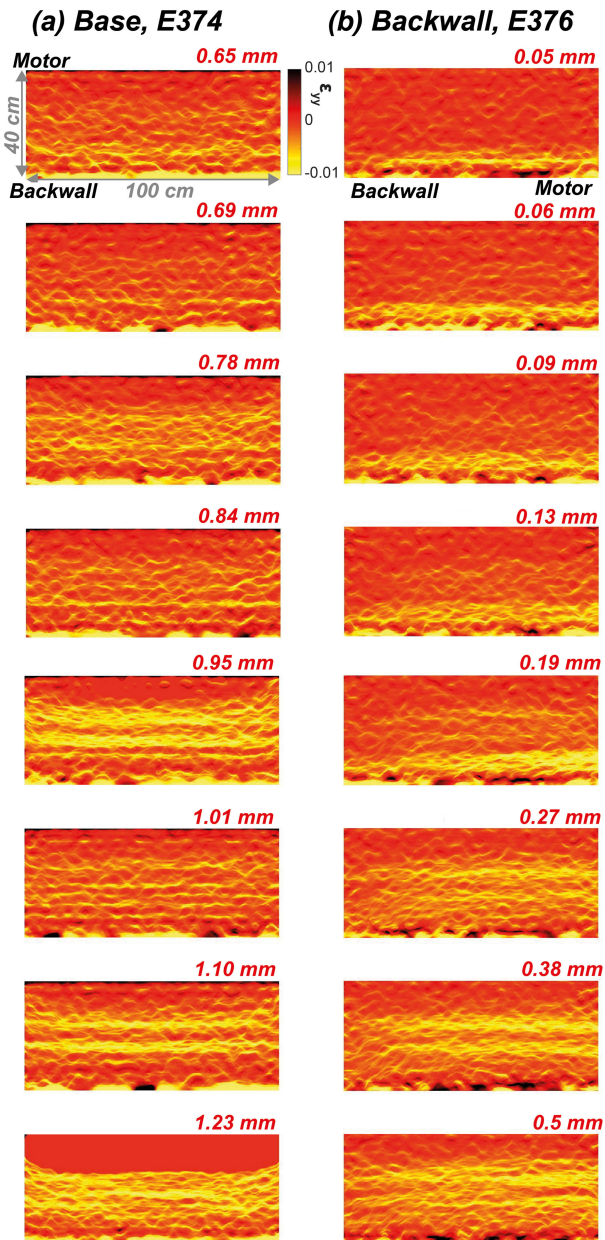 (a) Base, E374
(b) Backwall, E376
Motor
0.65 mm
0.01
εyy
0
-0.01
0.05 mm
40 cm
Backwall
100 cm
Backwall
Motor
0.69 mm
0.06 mm
0.78 mm
0.09 mm
0.84 mm
0.13 mm
0.95 mm
0.19 mm
1.01 mm
0.27 mm
1.10 mm
0.38 mm
1.23 mm
0.5 mm